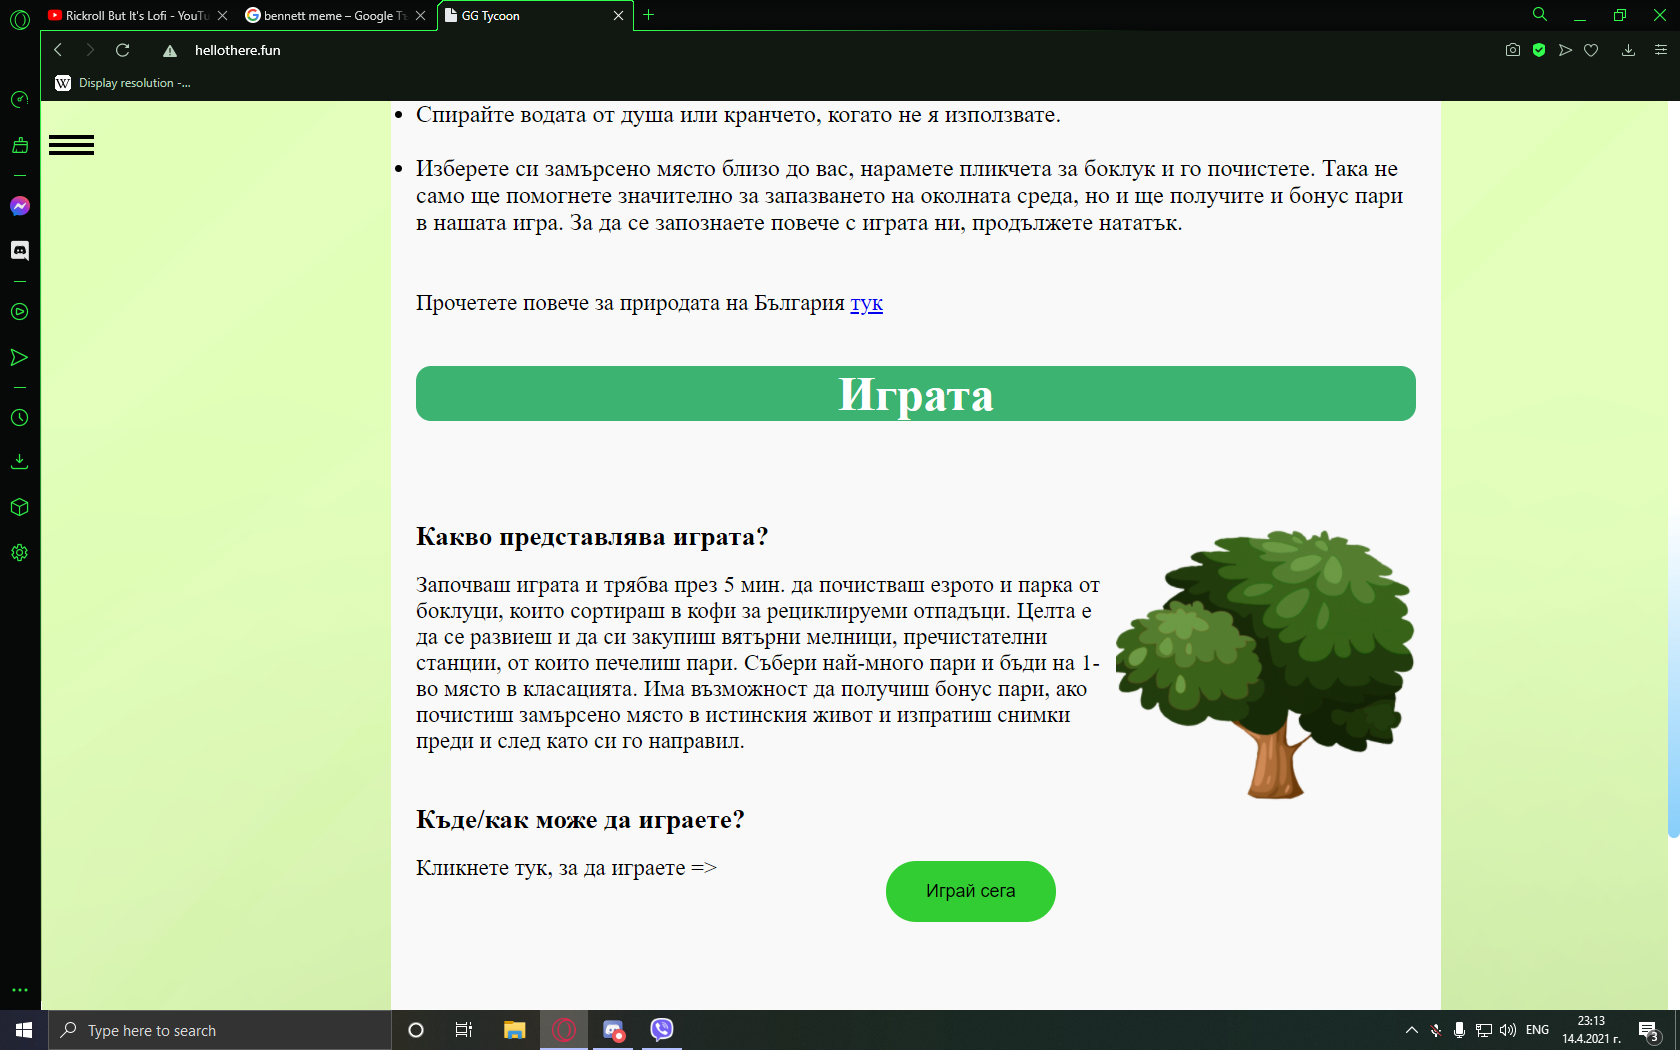 Rickroll But It's Lofi - YouTu
bennett meme – Google Тъ
GG Tycoon
hellothere.fun
W Display resolution -...
Спирайте водата от душа или кранчето, когато не я използвате.
Изберете си замърсено място близо до вас, нарамете пликчета за боклук и го почистете. Така не
само ще помогнете значително за запазването на околната среда, но и ще получите и бонус пари
в нашата игра. За да се запознаете повече с играта ни, продължете нататък.
Прочетете повече за природата на България тук
Играта
Какво представлява играта?
Започваш играта и трябва през 5 мин. да почистваш езрото и парка от
боклуци, които сортираш в кофи за рециклируеми отпадъци. Целта е
да се развиеш и да си закупиш вятърни мелници, пречистателни
станции, от които печелиш пари. Събери най-много пари и бъди на 1-
во място в класацията. Има възможност да получиш бонус пари, ако
почистиш замърсено място в истинския живот и изпратиш снимки
преди и след като си го направил.
Къде/как може да играете?
Кликнете тук, за да играете =>
Играй сега
Type here to search
ENG
23:13
14.4.2021 г.
3